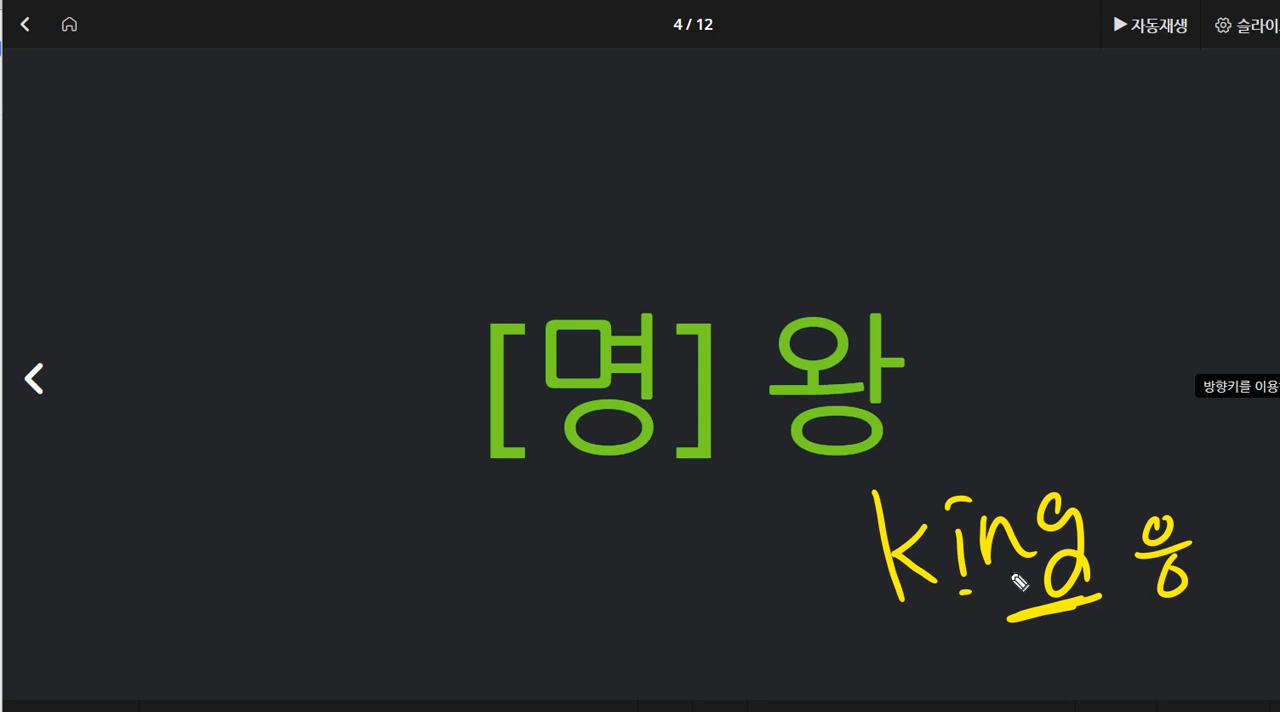 4 / 12
▶ 자동재생
슬라이
[명] 왕
방향키를 이용
king 응